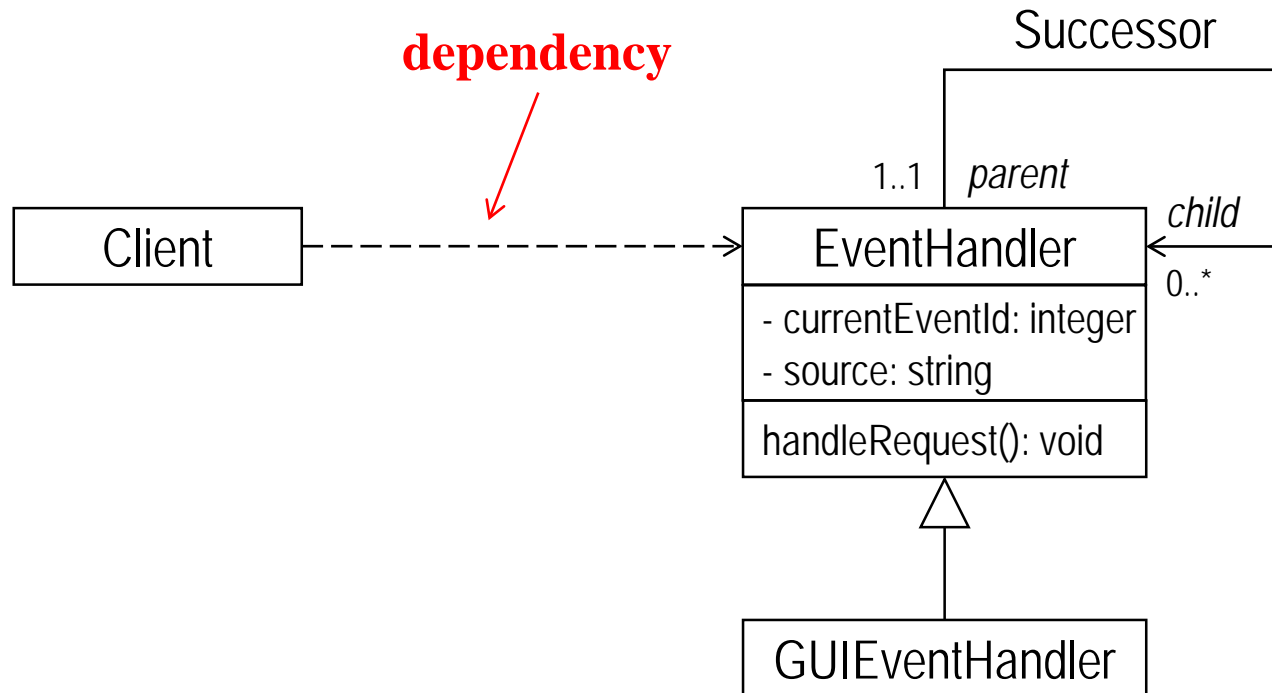 Successor
dependency
1..1 parent
child
Client
EventHandler
0..*
- currentEventId: integer
- source: string
handleRequest(): void
GUIEventHandler